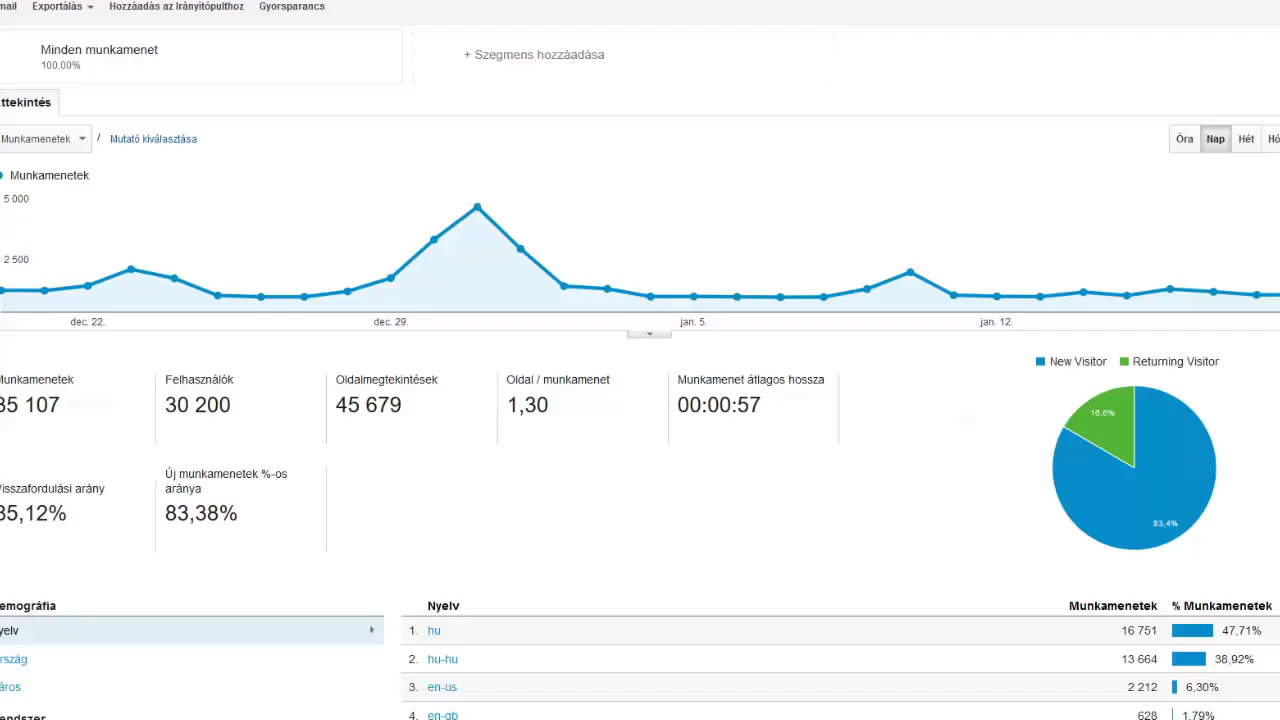 mail Exportálás Hozzáadás az Irányítópulthoz Gyorsparancs
Minden munkamenet
100,00%
+ Szegmens hozzáadása
ttekintés
Munkamenetek / Mutató kiválasztása
Óra Nap Hét Hó
Munkamenetek
5 000
2 500
dec. 22. dec. 29. jan. 5. jan. 12.
New Visitor Returning Visitor
Munkamenetek Felhasználók Oldalmegtekintések Oldal / munkamenet Munkamenet átlagos hossza
35 107 30 200 45 679 1,30 00:00:57
16.6%
83,4%
Visszafordulási arány Új munkamenetek %-os aránya
85,12% 83,38%
emográfia Nyelv Munkamenetek % Munkamenetek
yelv
1. hu 16 751 47,71%
rszág
2. hu-hu 13 664 38,92%
áros
3. en-us 2 212 6,30%
endszer
4. en-gb 628 1,79%